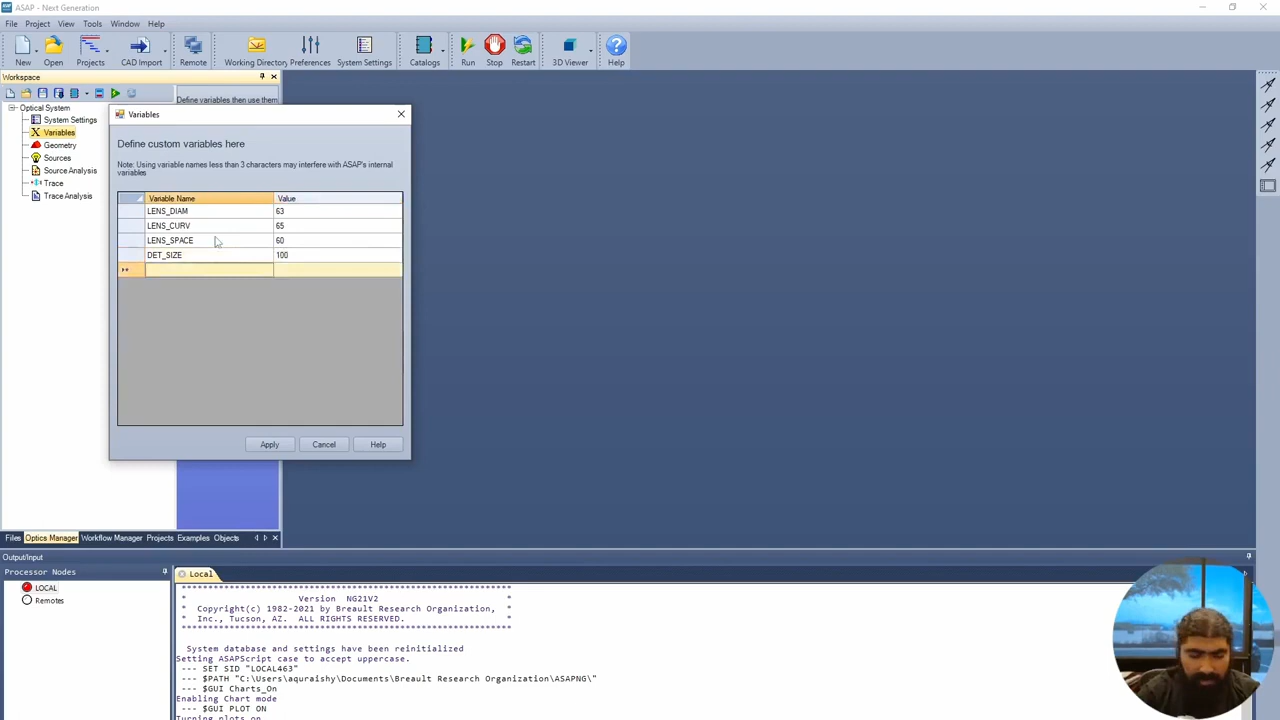 ASAP - Next Generation
File Project View Tools Window Help
New Open Projects CAD Import Remote Working Directory Preferences System Settings Catalogs Run Stop Restart 3D Viewer Help
Workspace
Define variables then use them
Optical System
System Settings
Variables
Geometry
Sources
Source Analysis
Trace
Trace Analysis
Variables
Define custom variables here
Note: Using variable names less than 3 characters may interfere with ASAP's internal
variables
Variable Name Value
LENS_DIAM 63
LENS_CURV 65
LENS_SPACE 60
DET_SIZE 100
Apply Cancel Help
Files Optics Manager Workflow Manager Projects Examples Objects
Output/Input
Processor Nodes
LOCAL
Remotes
Local
****************************************************************
* Version NG21V2 *
* Copyright(c) 1982-2021 by Breault Research Organization, *
* Inc., Tucson, AZ. ALL RIGHTS RESERVED. *
****************************************************************
System database and settings have been reinitialized
Setting ASAPScript case to accept uppercase.
--- SET SID "LOCAL463"
--- $PATH "C:\Users\aquraishy\Documents\Breault Research Organization\ASAPNG\"
--- $GUI Charts_On
Enabling Chart mode
--- $GUI PLOT ON
Turning plots on